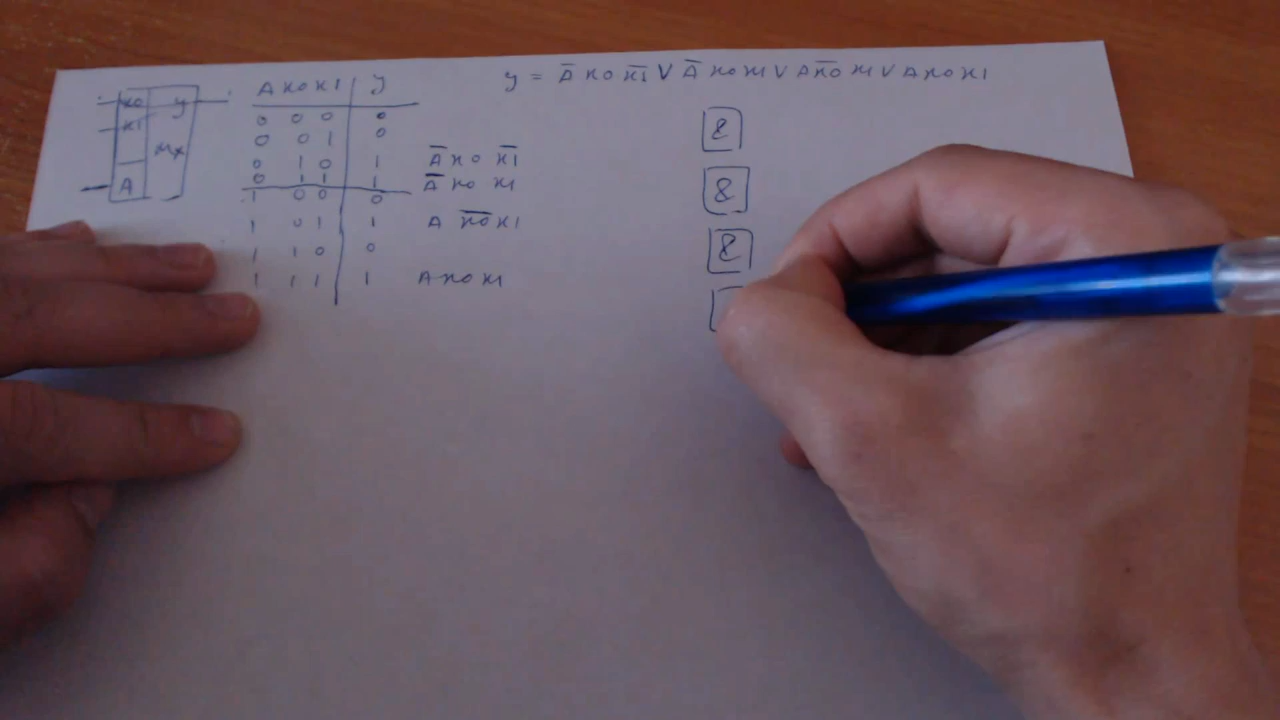 x0 y
x1
Mx
A
A x0 x1 y
0 0 0 0
0 0 1 0
0 1 0 1 A̅ x0 x̅1̅
0 1 1 1 A̅ x0 x1
1 0 0 0
1 0 1 1 A x̅0̅ x1
1 1 0 0
1 1 1 1 A x0 x1
y = A̅ x0 x̅1̅ V A̅ x0 x1 V A x̅0̅ x1 V A x0 x1
&
&
&